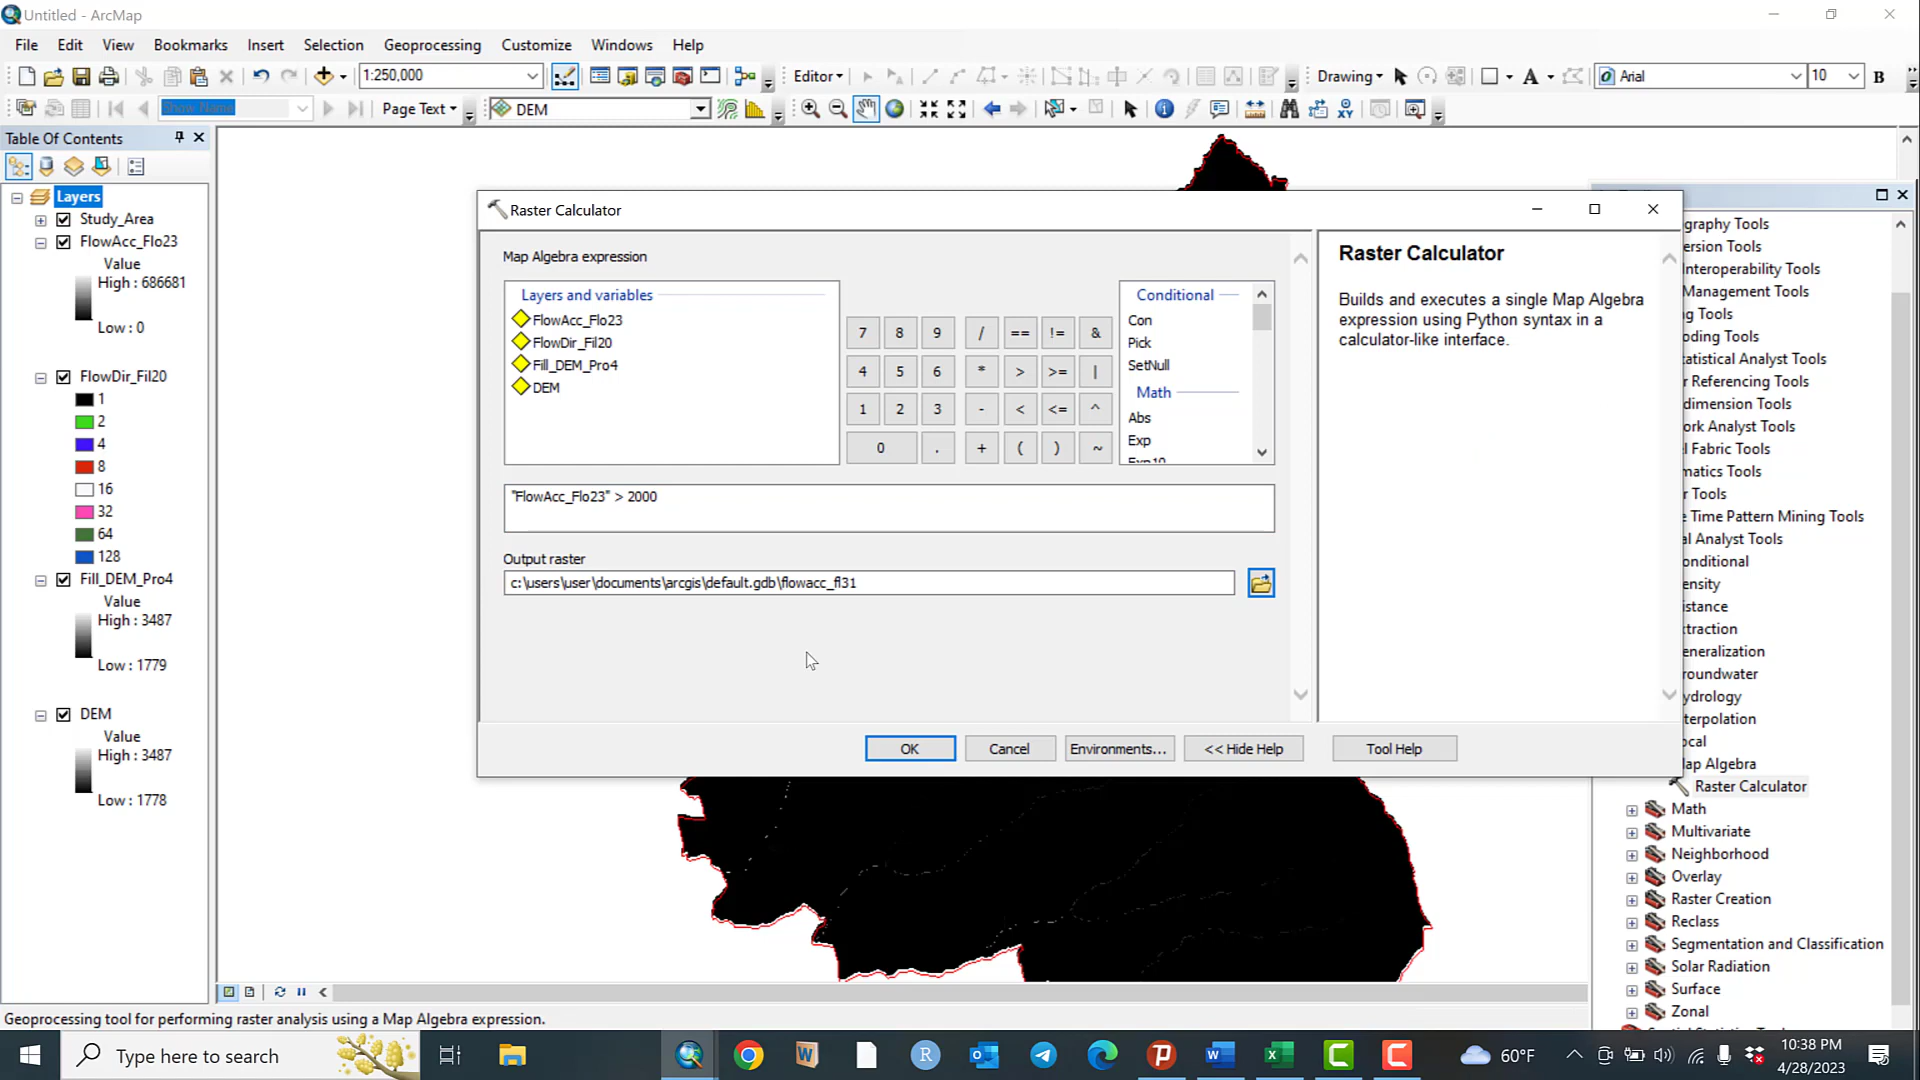 Untitled - ArcMap
File Edit View Bookmarks Insert Selection Geoprocessing Customize Windows Help
1:250,000
Editor
Drawing
A
Arial
10
B
Show Name
Page Text
DEM
Table Of Contents
Layers
Study_Area
FlowAcc_Flo23
Value
High : 686681
Low : 0
FlowDir_Fil20
1
2
4
8
16
32
64
128
Fill_DEM_Pro4
Value
High : 3487
Low : 1779
DEM
Value
High : 3487
Low : 1778
Raster Calculator
Map Algebra expression
Layers and variables
FlowAcc_Flo23
FlowDir_Fil20
Fill_DEM_Pro4
DEM
7 8 9 / == != &
4 5 6 * > >= |
1 2 3 - < <= ^
0 . + ( ) ~
Conditional
Con
Pick
SetNull
Math
Abs
Exp
Exp10
"FlowAcc_Flo23" > 2000
Output raster
c:\users\user\documents\arcgis\default.gdb\flowacc_fl31
OK
Cancel
Environments...
<< Hide Help
Tool Help
Raster Calculator
Builds and executes a single Map Algebra
expression using Python syntax in a
calculator-like interface.
graphy Tools
ersion Tools
Interoperability Tools
Management Tools
ng Tools
tatistical Analyst Tools
r Referencing Tools
dimension Tools
ork Analyst Tools
l Fabric Tools
matics Tools
r Tools
e Time Pattern Mining Tools
al Analyst Tools
onditional
ensity
istance
traction
eneralization
roundwater
ydrology
terpolation
ocal
ap Algebra
Raster Calculator
Math
Multivariate
Neighborhood
Overlay
Raster Creation
Reclass
Segmentation and Classification
Solar Radiation
Surface
Zonal
Geoprocessing tool for performing raster analysis using a Map Algebra expression.
Type here to search
60°F
10:38 PM
4/28/2023